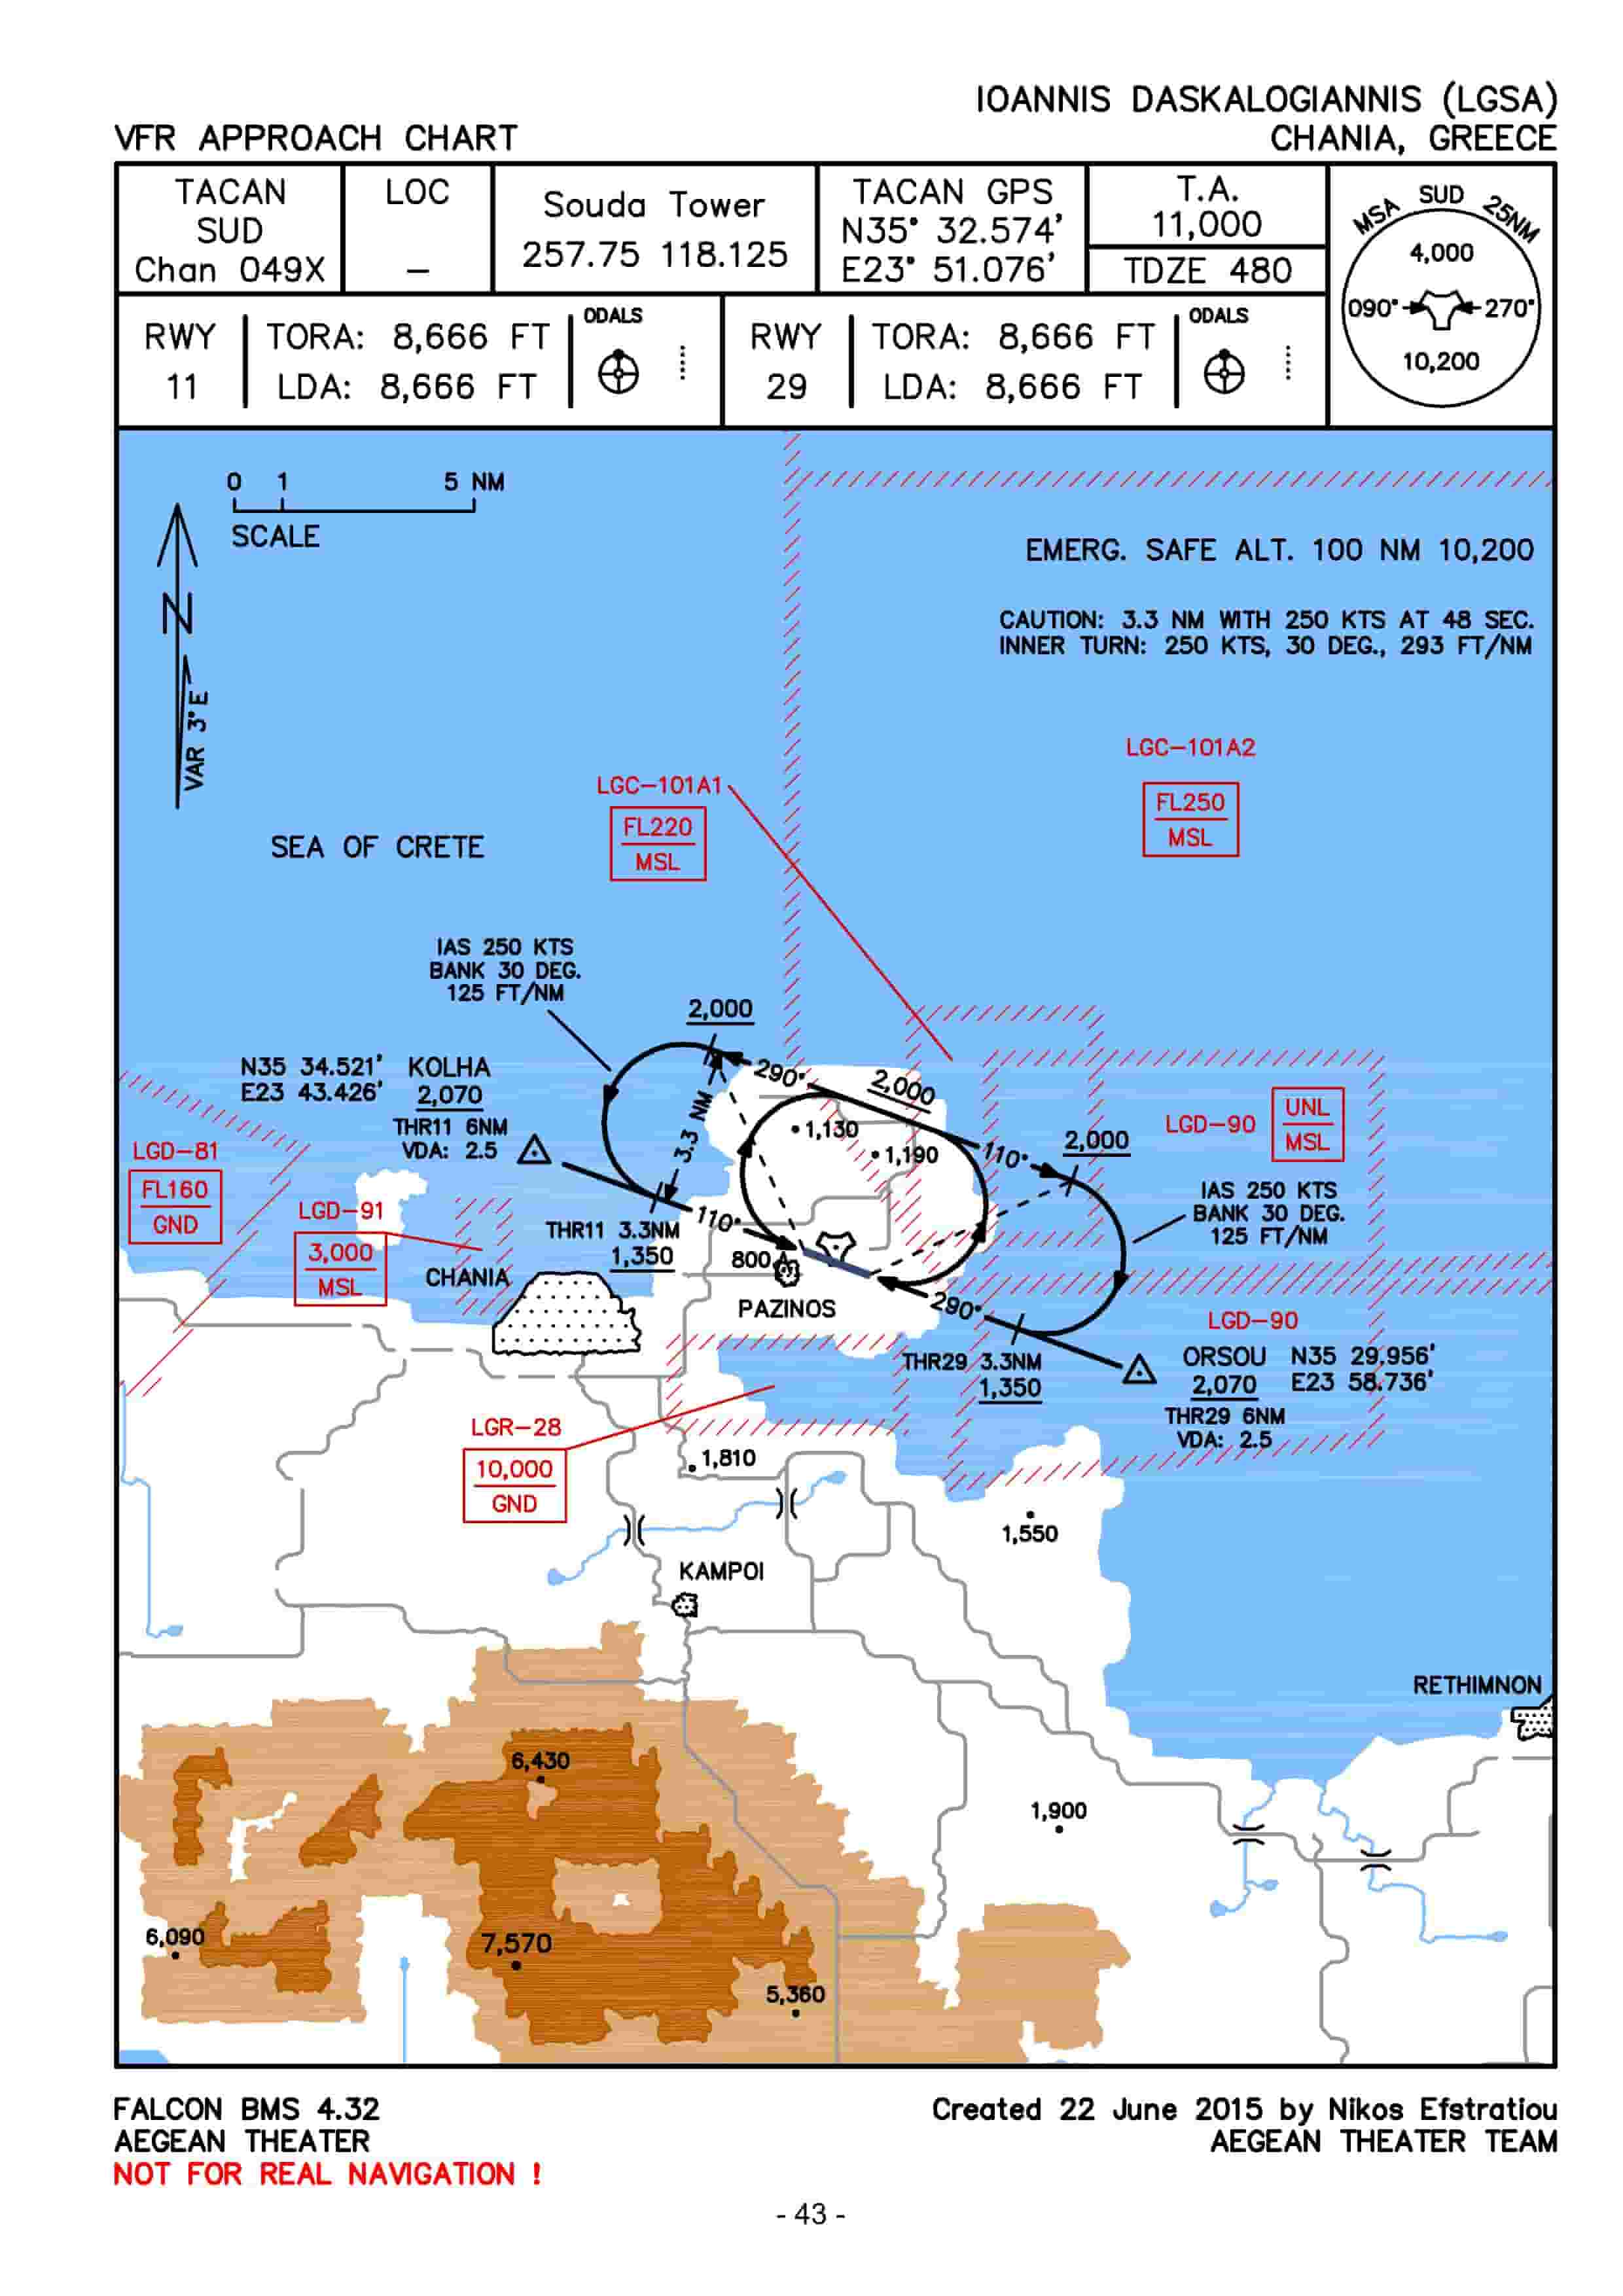 IOANNIS DASKALOGIANNIS (LGSA)
VFR APPROACH CHART
CHANIA, GREECE
TACAN
SUD
Chan 049X
LOC
–
Souda Tower
257.75 118.125
TACAN GPS
N35° 32.574'
E23° 51.076'
T.A.
11,000
TDZE 480
MSA SUD 25NM
4,000
090° 270°
10,200
RWY
11
TORA: 8,666 FT
LDA: 8,666 FT
ODALS
RWY
29
TORA: 8,666 FT
LDA: 8,666 FT
ODALS
0 1 5 NM
SCALE
N
VAR 3°E
EMERG. SAFE ALT. 100 NM 10,200
CAUTION: 3.3 NM WITH 250 KTS AT 48 SEC.
INNER TURN: 250 KTS, 30 DEG., 293 FT/NM
LGC-101A2
FL250
MSL
LGC-101A1
FL220
MSL
SEA OF CRETE
IAS 250 KTS
BANK 30 DEG.
125 FT/NM
2,000
290°
2,000
110°
2,000
3.3 NM
N35 34.521' KOLHA
E23 43.426' 2,070
THR11 6NM
VDA: 2.5
1,130
1,190
LGD-90
UNL
MSL
IAS 250 KTS
BANK 30 DEG.
125 FT/NM
LGD-81
FL160
GND
LGD-91
3,000
MSL
110°
THR11 3.3NM
1,350
800
CHANIA
PAZINOS
290°
LGD-90
THR29 3.3NM
1,350
ORSOU N35 29.956'
2,070 E23 58.736'
THR29 6NM
VDA: 2.5
LGR-28
10,000
GND
1,810
1,550
KAMPOI
RETHIMNON
6,430
1,900
6,090
7,570
5,360
FALCON BMS 4.32
AEGEAN THEATER
NOT FOR REAL NAVIGATION !
Created 22 June 2015 by Nikos Efstratiou
AEGEAN THEATER TEAM
- 43 -